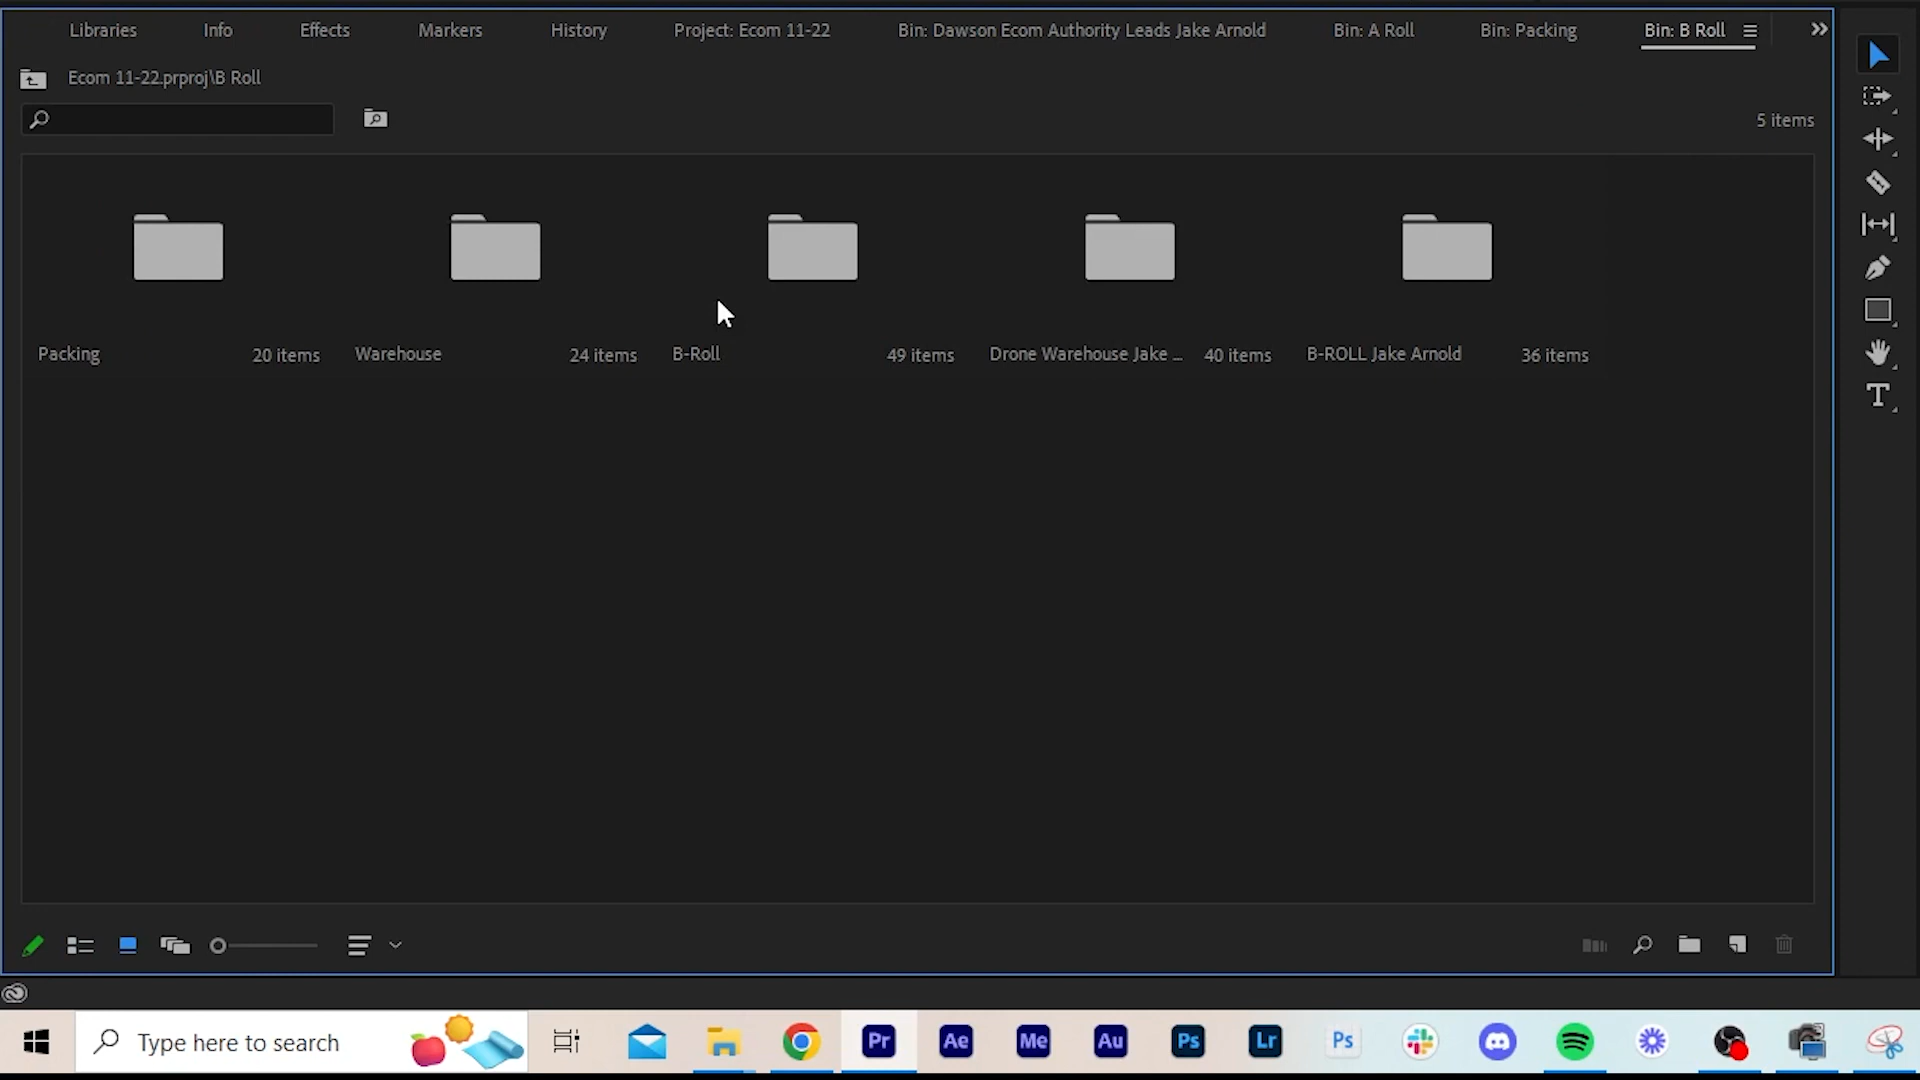 Libraries Info Effects Markers History Project: Ecom 11-22 Bin: Dawson Ecom Authority Leads Jake Arnold Bin: A Roll Bin: Packing Bin: B Roll
Ecom 11-22.prproj\B Roll
5 items
Packing 20 items Warehouse 24 items B-Roll 49 items Drone Warehouse Jake ... 40 items B-ROLL Jake Arnold 36 items
T
Type here to search Pr Ae Me Au Ps Lr Ps